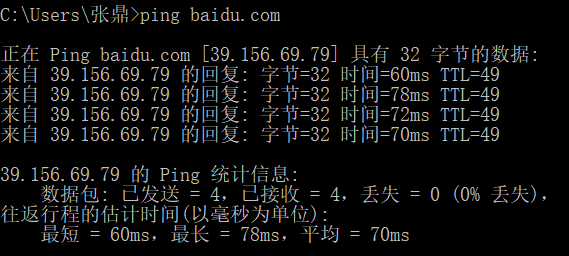 C:\Users\张鼎>ping baidu.com
正在 Ping baidu.com [39.156.69.79] 具有 32 字节的数据:
来自 39.156.69.79 的回复: 字节=32 时间=60ms TTL=49
来自 39.156.69.79 的回复: 字节=32 时间=78ms TTL=49
来自 39.156.69.79 的回复: 字节=32 时间=72ms TTL=49
来自 39.156.69.79 的回复: 字节=32 时间=70ms TTL=49
39.156.69.79 的 Ping 统计信息:
数据包: 已发送 = 4，已接收 = 4，丢失 = 0 (0% 丢失)，
往返行程的估计时间(以毫秒为单位):
最短 = 60ms，最长 = 78ms，平均 = 70ms